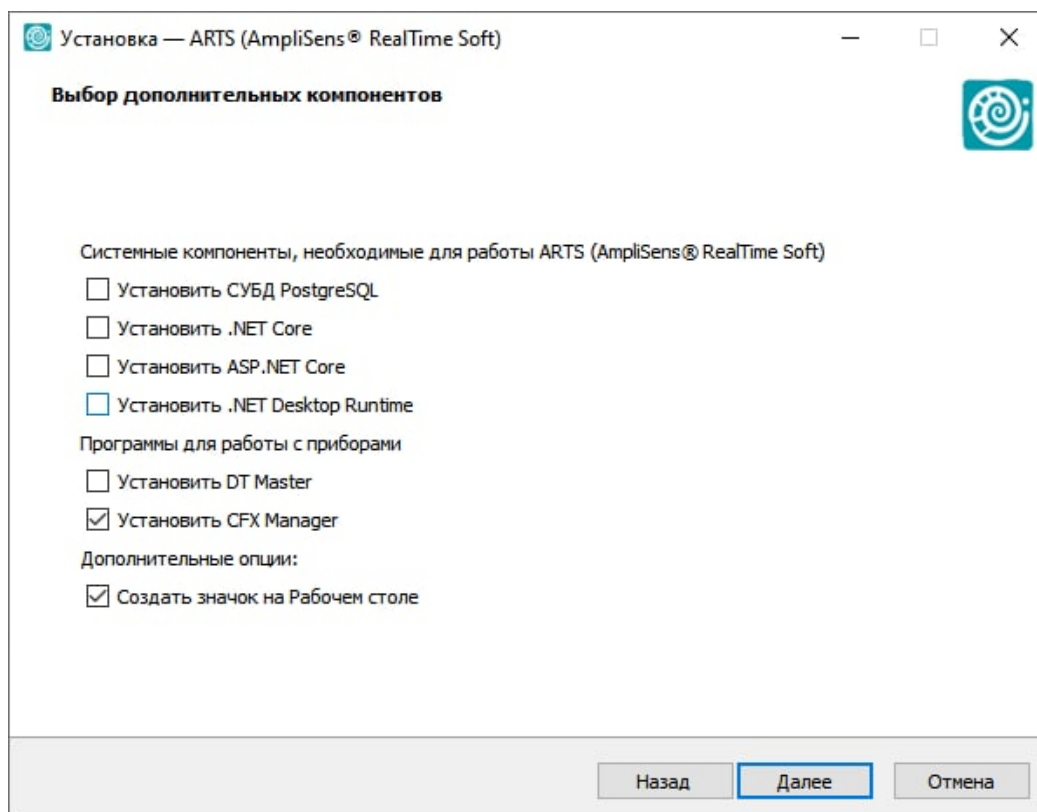 Установка — ARTS (AmpliSens® RealTime Soft)
Выбор дополнительных компонентов
Системные компоненты, необходимые для работы ARTS (AmpliSens® RealTime Soft)
Установить СУБД PostgreSQL
Установить .NET Core
Установить ASP.NET Core
Установить .NET Desktop Runtime
Программы для работы с приборами
Установить DT Master
Установить CFX Manager
Дополнительные опции:
Создать значок на Рабочем столе
Назад Далее Отмена